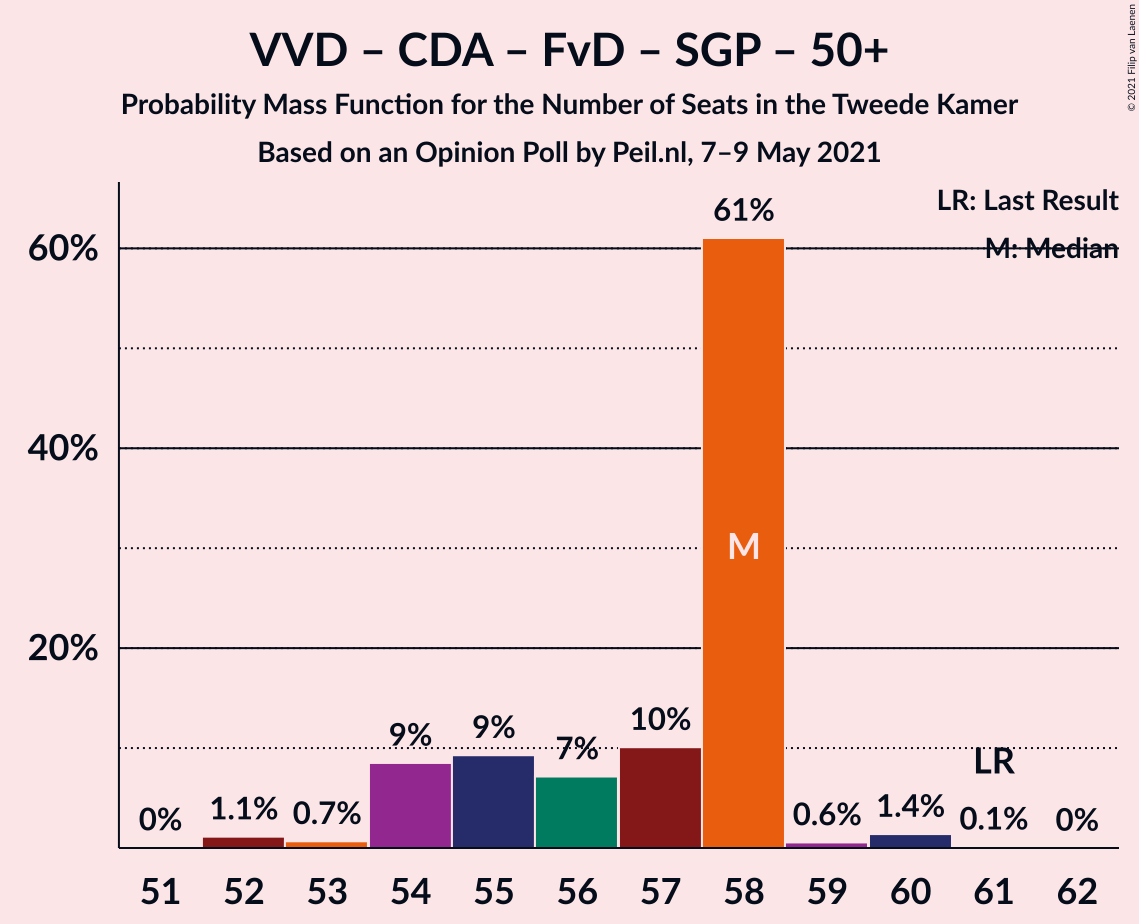 VVD – CDA – FvD – SGP – 50+
Probability Mass Function for the Number of Seats in the Tweede Kamer
Based on an Opinion Poll by Peil.nl, 7–9 May 2021
© 2021 Filip van Laenen
LR: Last Result
M: Median
60%
40%
20%
0%
1.1%
0.7%
9%
9%
7%
10%
61%
0.6%
1.4%
0.1%
0%
M
LR
51 52 53 54 55 56 57 58 59 60 61 62